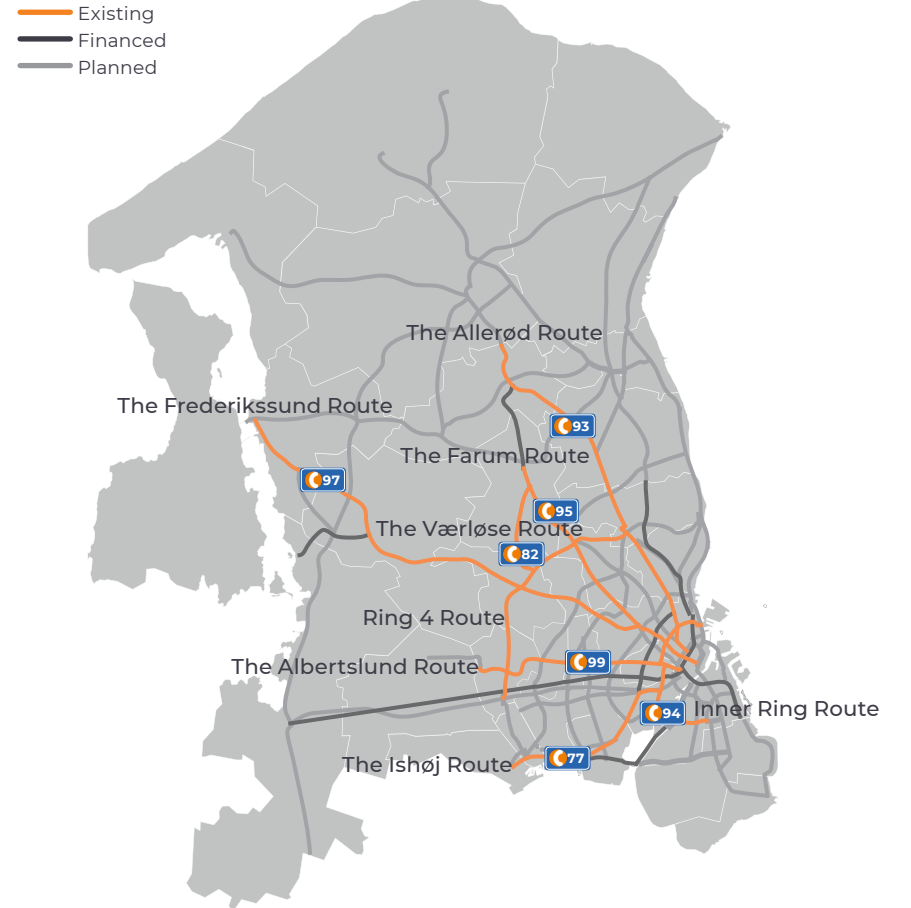 Existing
Financed
Planned
The Allerød Route
The Frederikssund Route
93
The Farum Route
97
95
The Værløse Route
82
Ring 4 Route
99
The Albertslund Route
94
Inner Ring Route
77
The Ishøj Route